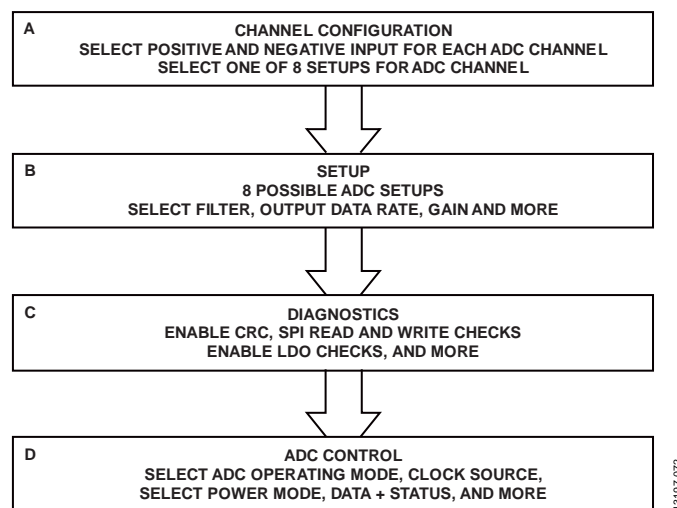 A
CHANNEL CONFIGURATION
SELECT POSITIVE AND NEGATIVE INPUT FOR EACH ADC CHANNEL
SELECT ONE OF 8 SETUPS FOR ADC CHANNEL
B
SETUP
8 POSSIBLE ADC SETUPS
SELECT FILTER, OUTPUT DATA RATE, GAIN AND MORE
C
DIAGNOSTICS
ENABLE CRC, SPI READ AND WRITE CHECKS
ENABLE LDO CHECKS, AND MORE
D
ADC CONTROL
SELECT ADC OPERATING MODE, CLOCK SOURCE,
SELECT POWER MODE, DATA + STATUS, AND MORE
13197-072